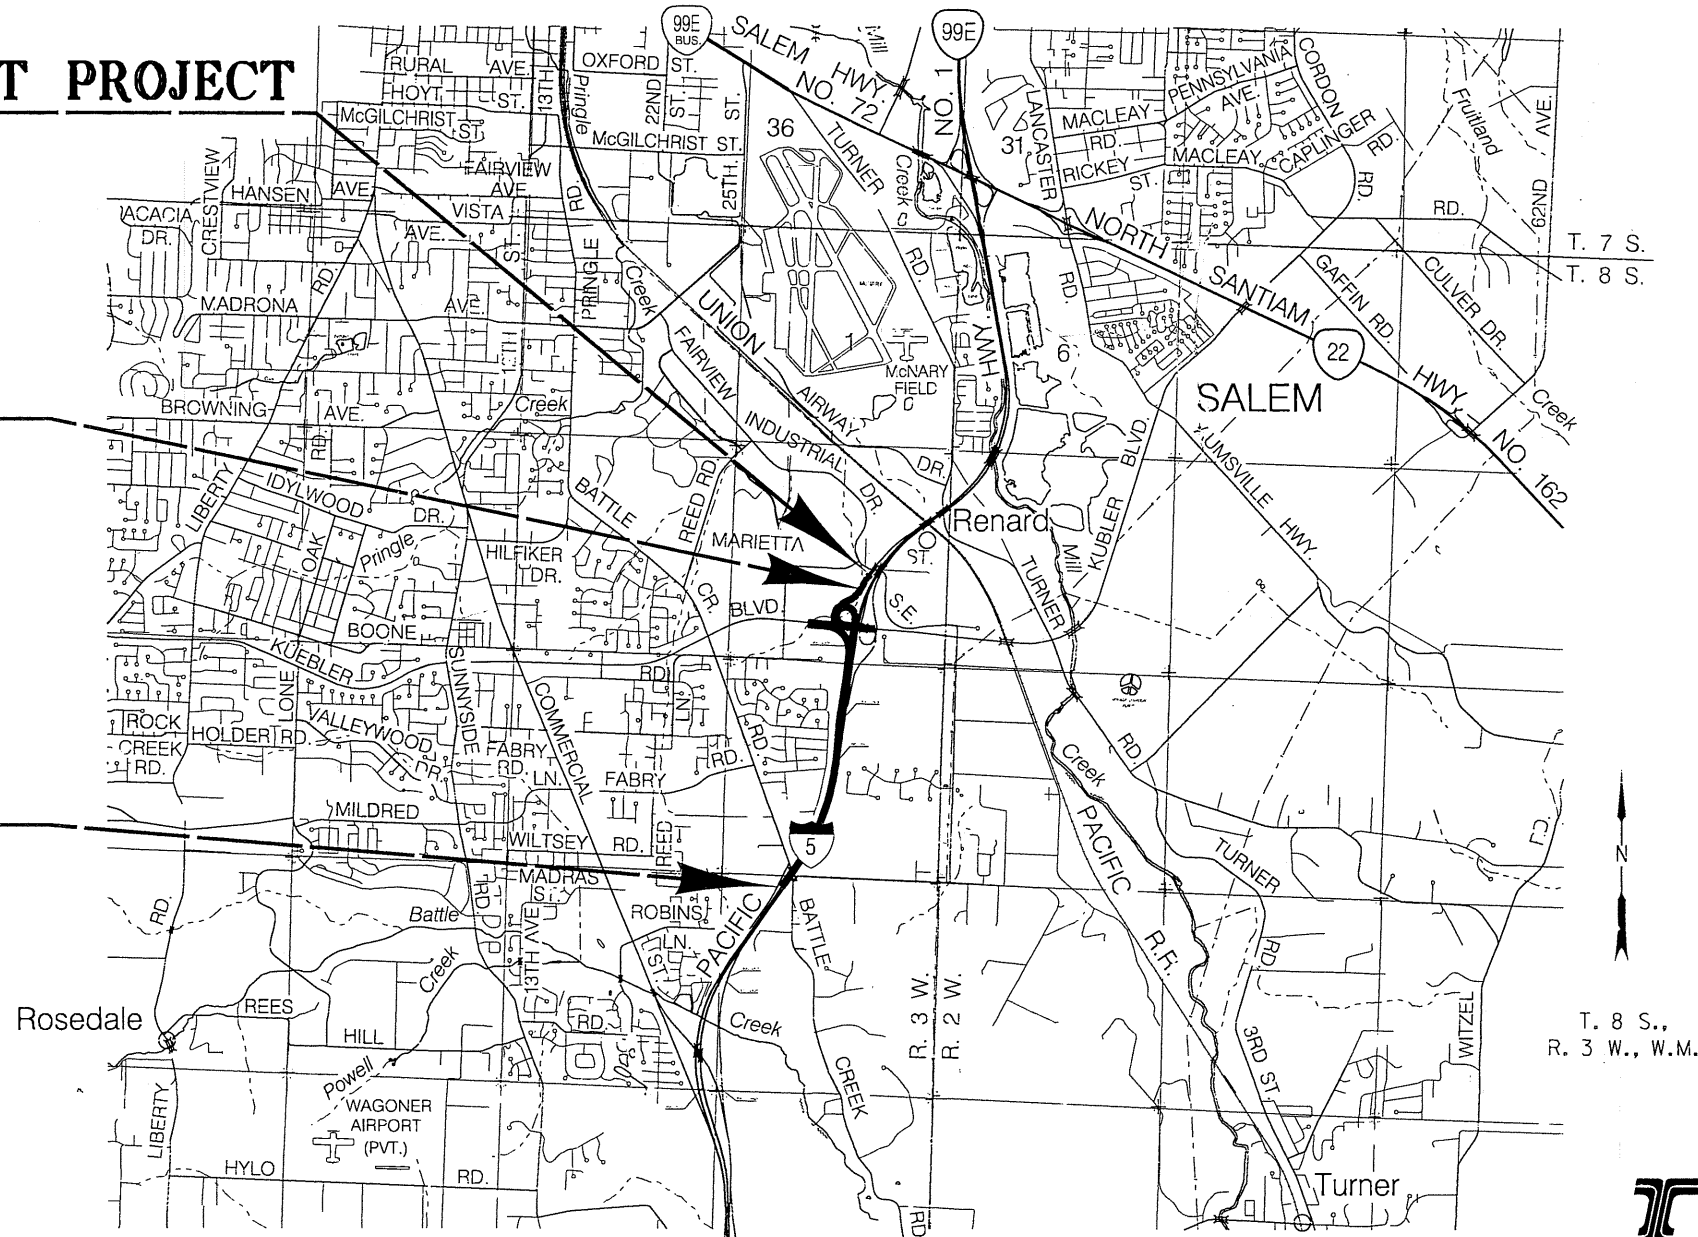 T PROJECT
99E
BUS.
99E
SALEM HWY.
NO. 72
Mill
Creek
NO. 1
HWY.
RURAL AVE.
HOYT ST.
McGILCHRIST ST.
13TH
Pringle
RD.
OXFORD ST.
22ND ST.
ST.
25TH.
McGILCHRIST ST.
36
TURNER
RD.
31
LANCASTER
RD.
MACLEAY
RD.
RICKEY
ST.
PENNSYLVANIA
AVE.
CORDON
RD.
MACLEAY
CAPLINGER
RD.
Fruitland
Creek
62ND AVE.
RD.
T. 7 S.
T. 8 S.
CRESTVIEW
HANSEN AVE.
FAIRVIEW
AVE.
VISTA
AVE.
ST.
ACACIA
DR.
PRINGLE
Creek
MADRONA AVE.
RD.
UNION
FAIRVIEW
INDUSTRIAL
DR.
AIRWAY
DR.
1
McNARY
FIELD
6
NORTH
SANTIAM
22
HWY.
NO. 162
GAFFIN RD.
CULVER DR.
SALEM
BROWNING AVE.
Creek
RD.
LIBERTY
IDYLWOOD
DR.
OAK
Pringle
HILFIKER
DR.
BATTLE
CR.
RD.
REED RD.
MARIETTA
ST.
S.E.
Renard
Mill
Creek
TURNER
RD.
KUBLER BLVD.
HWY.
BLVD.
BOONE
KUEBLER
RD.
LN.
LONE
SUNNYSIDE
RD.
COMMERCIAL
ROCK
CREEK
RD.
HOLDER RD.
VALLEYWOOD
DR.
FABRY
RD.
LN.
FABRY
RD.
MILDRED
WILTSEY RD.
REED
MADRAS
ST.
5
ROBINS
LN.
ST.
PACIFIC
BATTLE
CREEK
RD.
PACIFIC
R.R.
TURNER
RD.
3RD ST.
WITZEL
N
RD.
Battle
Creek
13TH AVE.
Rosedale
REES
HILL
RD.
Creek
Powell
WAGONER
AIRPORT
(PVT.)
LIBERTY
HYLO RD.
R. 3 W.
R. 2 W.
T. 8 S.,
R. 3 W., W.M.
Turner